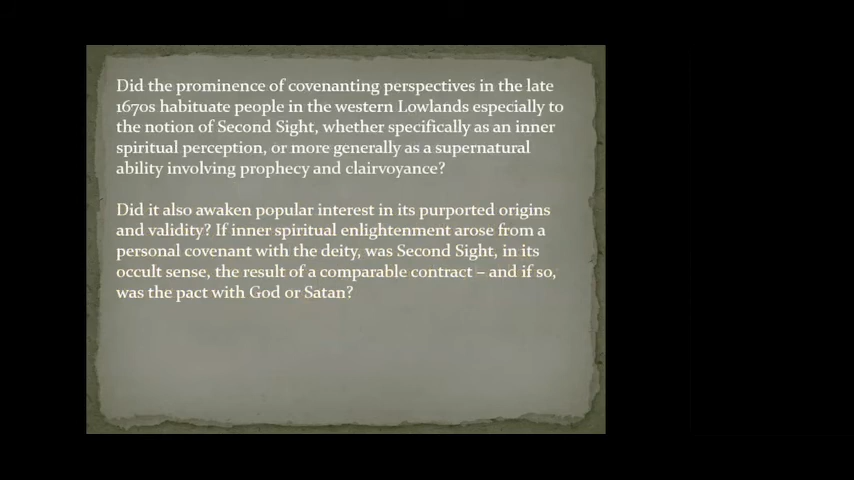 Did the prominence of covenanting perspectives in the late
1670s habituate people in the western Lowlands especially to
the notion of Second Sight, whether specifically as an inner
spiritual perception, or more generally as a supernatural
ability involving prophecy and clairvoyance?
Did it also awaken popular interest in its purported origins
and validity? If inner spiritual enlightenment arose from a
personal covenant with the deity, was Second Sight, in its
occult sense, the result of a comparable contract – and if so,
was the pact with God or Satan?